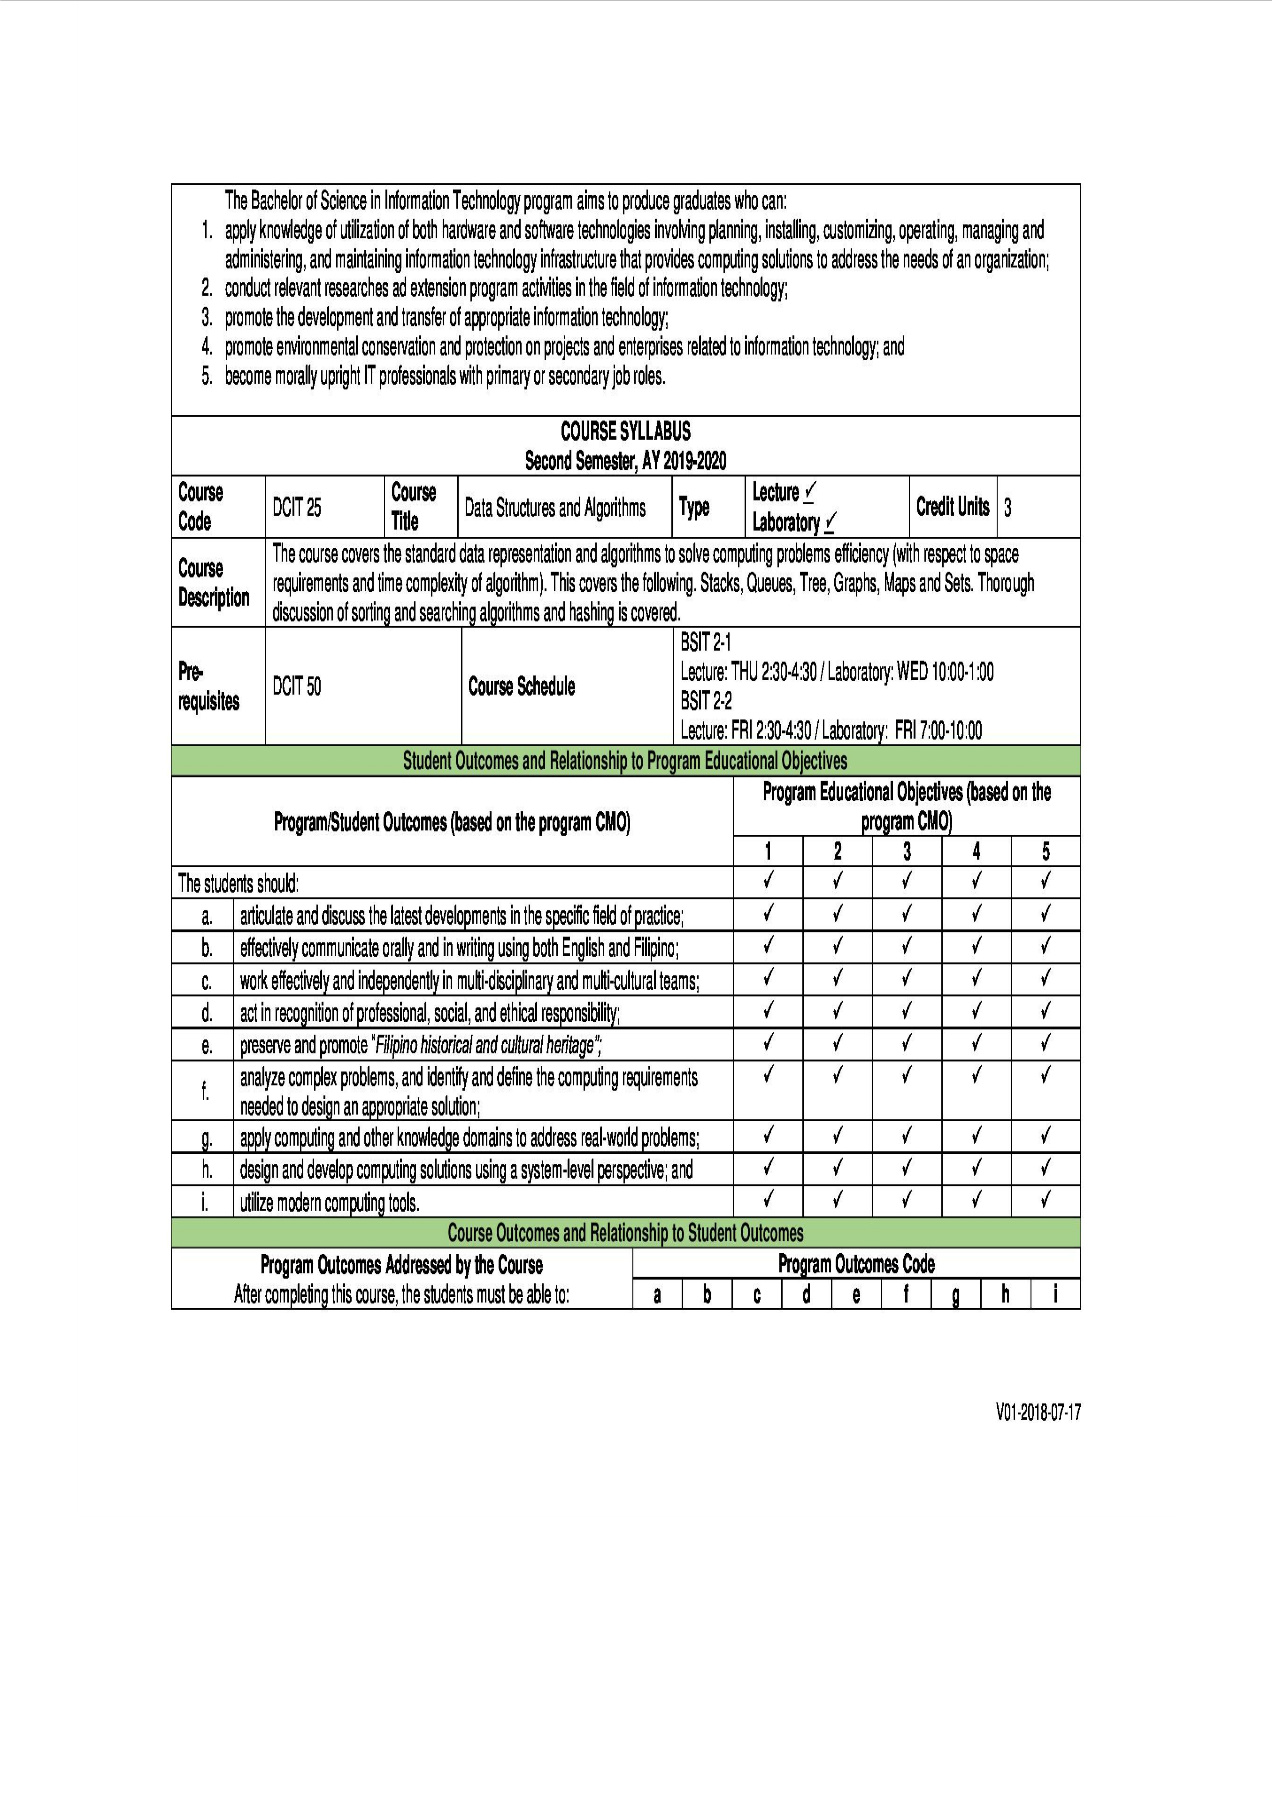 The Bachelor of Science in Information Technology program aims to produce graduates who can:
1. apply knowledge of utilization of both hardware and software technologies involving planning, installing, customizing, operating, managing and
administering, and maintaining information technology infrastructure that provides computing solutions to address the needs of an organization;
2. conduct relevant researches ad extension program activities in the field of information technology;
3. promote the development and transfer of appropriate information technology;
4. promote environmental conservation and protection on projects and enterprises related to information technology; and
5. become morally upright IT professionals with primary or secondary job roles.
COURSE SYLLABUS
Second Semester, AY 2019-2020
Course Code DCIT 25 Course Title Data Structures and Algorithms Type Lecture ✓ Laboratory ✓ Credit Units 3
Course Description
The course covers the standard data representation and algorithms to solve computing problems efficiency (with respect to space
requirements and time complexity of algorithm). This covers the following. Stacks, Queues, Tree, Graphs, Maps and Sets. Thorough
discussion of sorting and searching algorithms and hashing is covered.
Pre-
requisites
DCIT 50
Course Schedule
BSIT 2-1
Lecture: THU 2:30-4:30 / Laboratory: WED 10:00-1:00
BSIT 2-2
Lecture: FRI 2:30-4:30 / Laboratory: FRI 7:00-10:00
Student Outcomes and Relationship to Program Educational Objectives
Program/Student Outcomes (based on the program CMO)
Program Educational Objectives (based on the
program CMO)
1 2 3 4 5
The students should: ✓ ✓ ✓ ✓ ✓
a. articulate and discuss the latest developments in the specific field of practice; ✓ ✓ ✓ ✓ ✓
b. effectively communicate orally and in writing using both English and Filipino; ✓ ✓ ✓ ✓ ✓
c. work effectively and independently in multi-disciplinary and multi-cultural teams; ✓ ✓ ✓ ✓ ✓
d. act in recognition of professional, social, and ethical responsibility; ✓ ✓ ✓ ✓ ✓
e. preserve and promote "Filipino historical and cultural heritage"; ✓ ✓ ✓ ✓ ✓
f. analyze complex problems, and identify and define the computing requirements ✓ ✓ ✓ ✓ ✓
needed to design an appropriate solution;
g. apply computing and other knowledge domains to address real-world problems; ✓ ✓ ✓ ✓ ✓
h. design and develop computing solutions using a system-level perspective; and ✓ ✓ ✓ ✓ ✓
i. utilize modern computing tools. ✓ ✓ ✓ ✓ ✓
Course Outcomes and Relationship to Student Outcomes
Program Outcomes Addressed by the Course
After completing this course, the students must be able to:
Program Outcomes Code
a b c d e f g h i
V01-2018-07-17